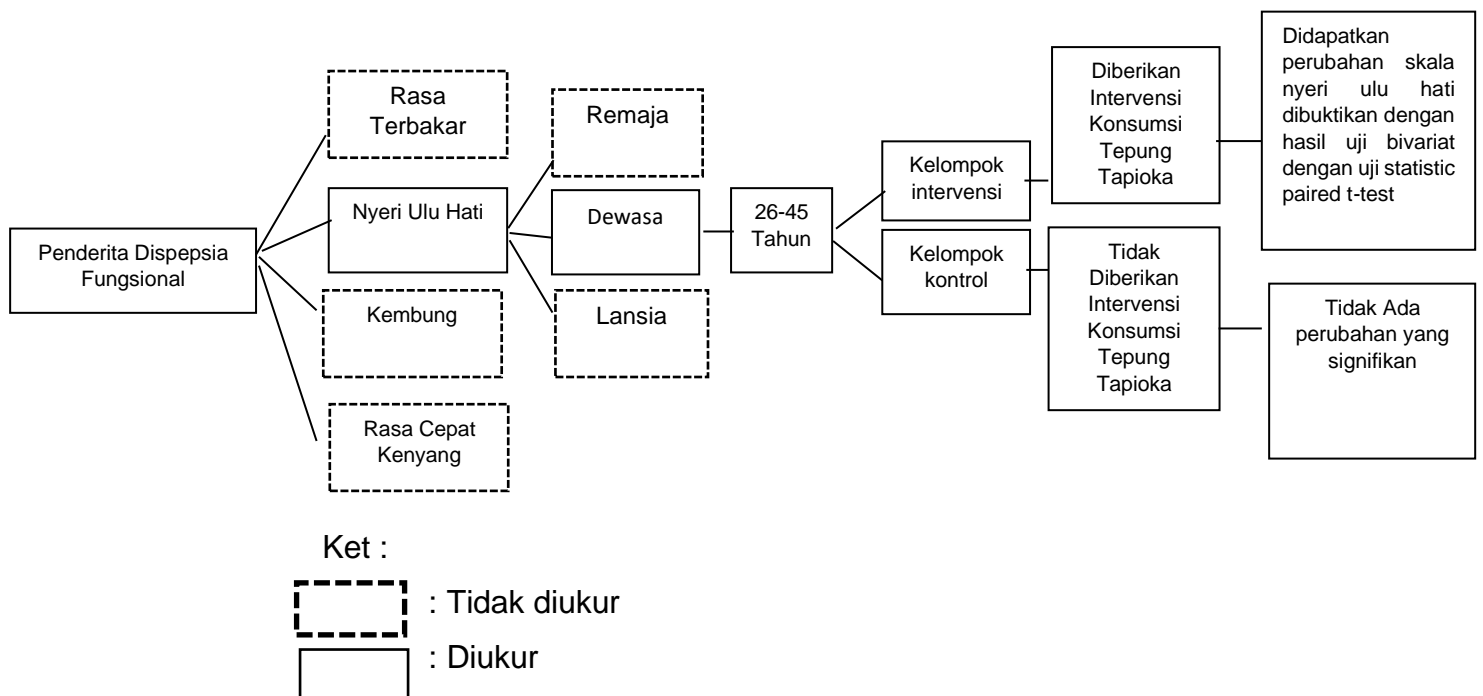 Penderita Dispepsia
Fungsional
Rasa
Terbakar
Nyeri Ulu Hati
Kembung
Rasa Cepat
Kenyang
Remaja
Dewasa
Lansia
26-45
Tahun
Kelompok
intervensi
Kelompok
kontrol
Diberikan
Intervensi
Konsumsi
Tepung
Tapioka
Tidak
Diberikan
Intervensi
Konsumsi
Tepung
Tapioka
Didapatkan
perubahan skala
nyeri ulu hati
dibuktikan dengan
hasil uji bivariat
dengan uji statistic
paired t-test
Tidak Ada
perubahan yang
signifikan
Ket :
: Tidak diukur
: Diukur